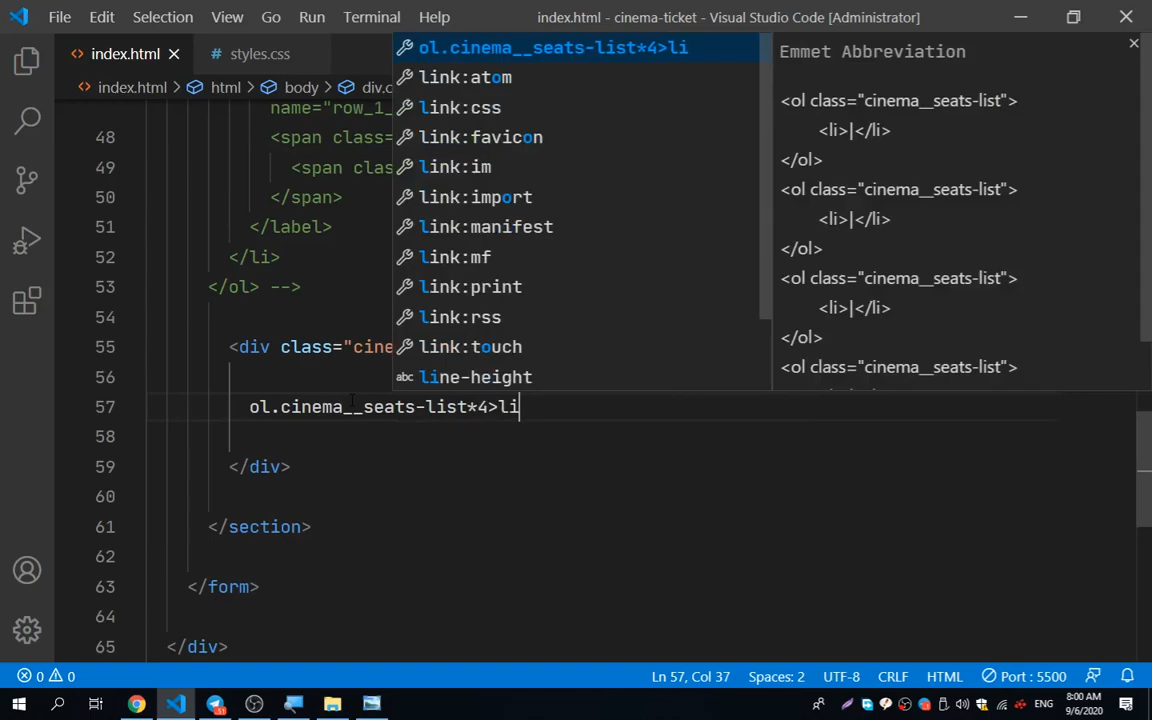 File Edit Selection View Go Run Terminal Help index.html - cinema-ticket - Visual Studio Code [Administrator]
index.html styles.css
index.html html body div.c
name="row_1_
48 <span class=
49 <span clas
50 </span>
51 </label>
52 </li>
53 </ol> -->
54
55 <div class="cine
56
57 ol.cinema__seats-list*4>li
58
59 </div>
60
61 </section>
62
63 </form>
64
65 </div>
ol.cinema__seats-list*4>li
link:atom
link:css
link:favicon
link:im
link:import
link:manifest
link:mf
link:print
link:rss
link:touch
abc line-height
Emmet Abbreviation
<ol class="cinema__seats-list">
<li>|</li>
</ol>
<ol class="cinema__seats-list">
<li>|</li>
</ol>
<ol class="cinema__seats-list">
<li>|</li>
</ol>
<ol class="cinema__seats-list">
0 0 Ln 57, Col 37 Spaces: 2 UTF-8 CRLF HTML Port : 5500
ENG 8:00 AM
9/6/2020